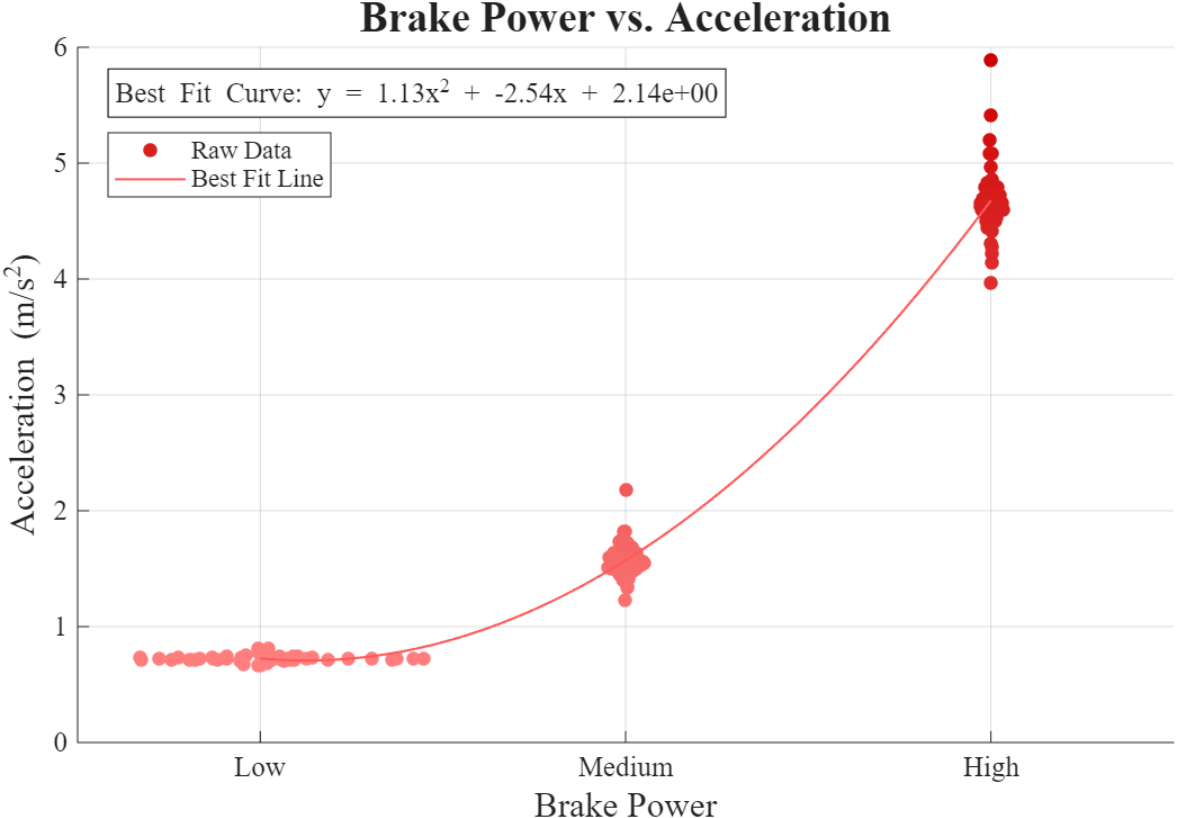 Brake Power vs. Acceleration
6
Best Fit Curve: y = 1.13x² + -2.54x + 2.14e+00
Raw Data
Best Fit Line
5
4
3
2
1
0
Acceleration (m/s²)
Low
Medium
High
Brake Power